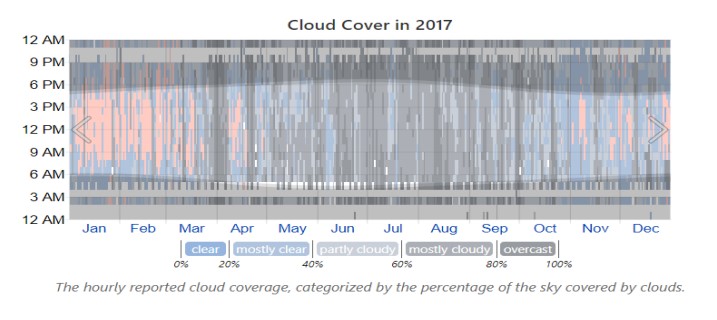 Cloud Cover in 2017
12 AM
9 PM
6 PM
3 PM
12 PM
9 AM
6 AM
3 AM
12 AM
Jan Feb Mar Apr May Jun Jul Aug Sep Oct Nov Dec
clear mostly clear partly cloudy mostly cloudy overcast
0% 20% 40% 60% 80% 100%
The hourly reported cloud coverage, categorized by the percentage of the sky covered by clouds.